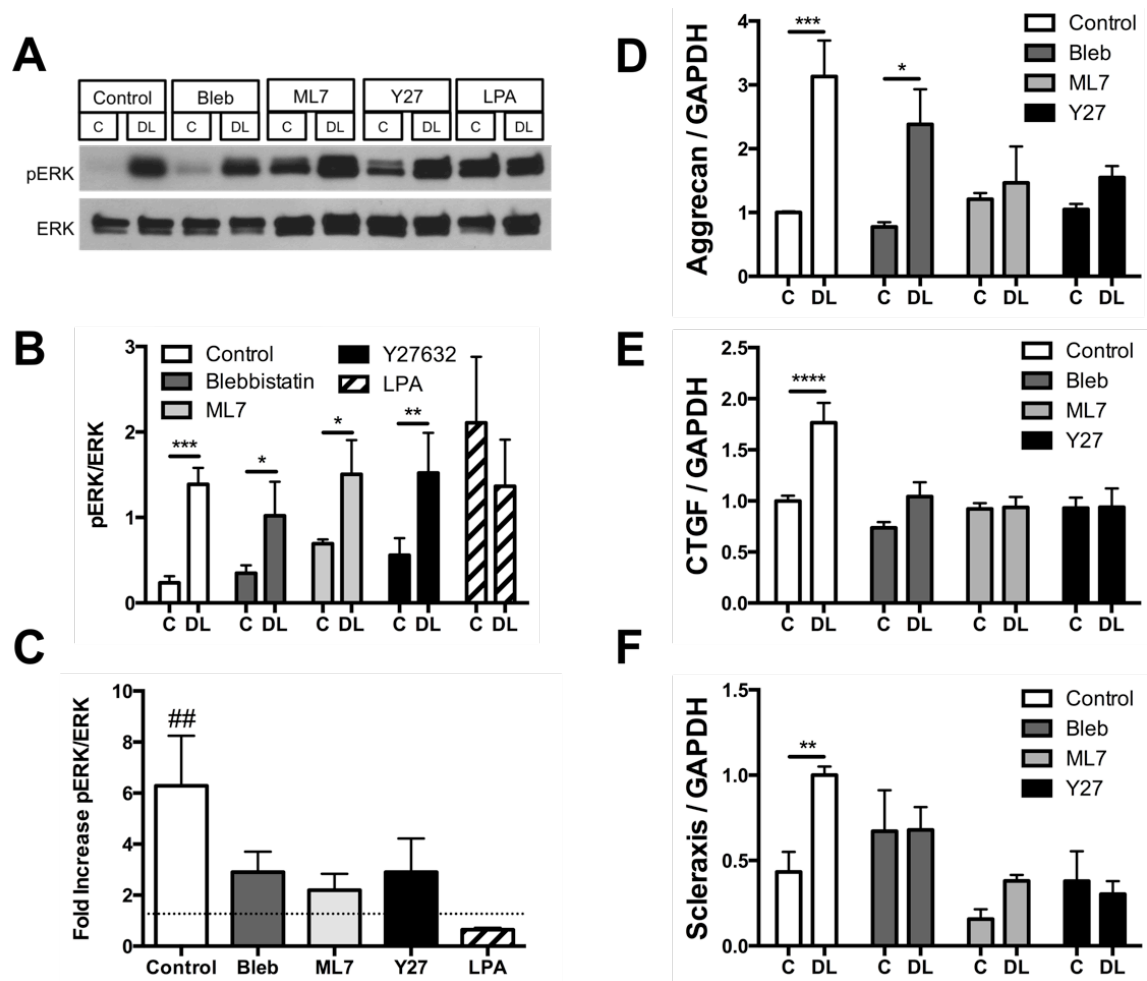 A
Control Bleb ML7 Y27 LPA
C DL C DL C DL C DL C DL
pERK
ERK
B
pERK/ERK
3
2
1
0
Control
Blebbistatin
ML7
Y27632
LPA
*** * * **
C DL C DL C DL C DL C DL
C
Fold Increase pERK/ERK
10
8
6
4
2
0
##
Control Bleb ML7 Y27 LPA
D
Aggrecan / GAPDH
4
3
2
1
0
*** *
Control
Bleb
ML7
Y27
C DL C DL C DL C DL
E
CTGF / GAPDH
2.5
2.0
1.5
1.0
0.5
0.0
****
Control
Bleb
ML7
Y27
C DL C DL C DL C DL
F
Scleraxis / GAPDH
1.5
1.0
0.5
0.0
**
Control
Bleb
ML7
Y27
C DL C DL C DL C DL